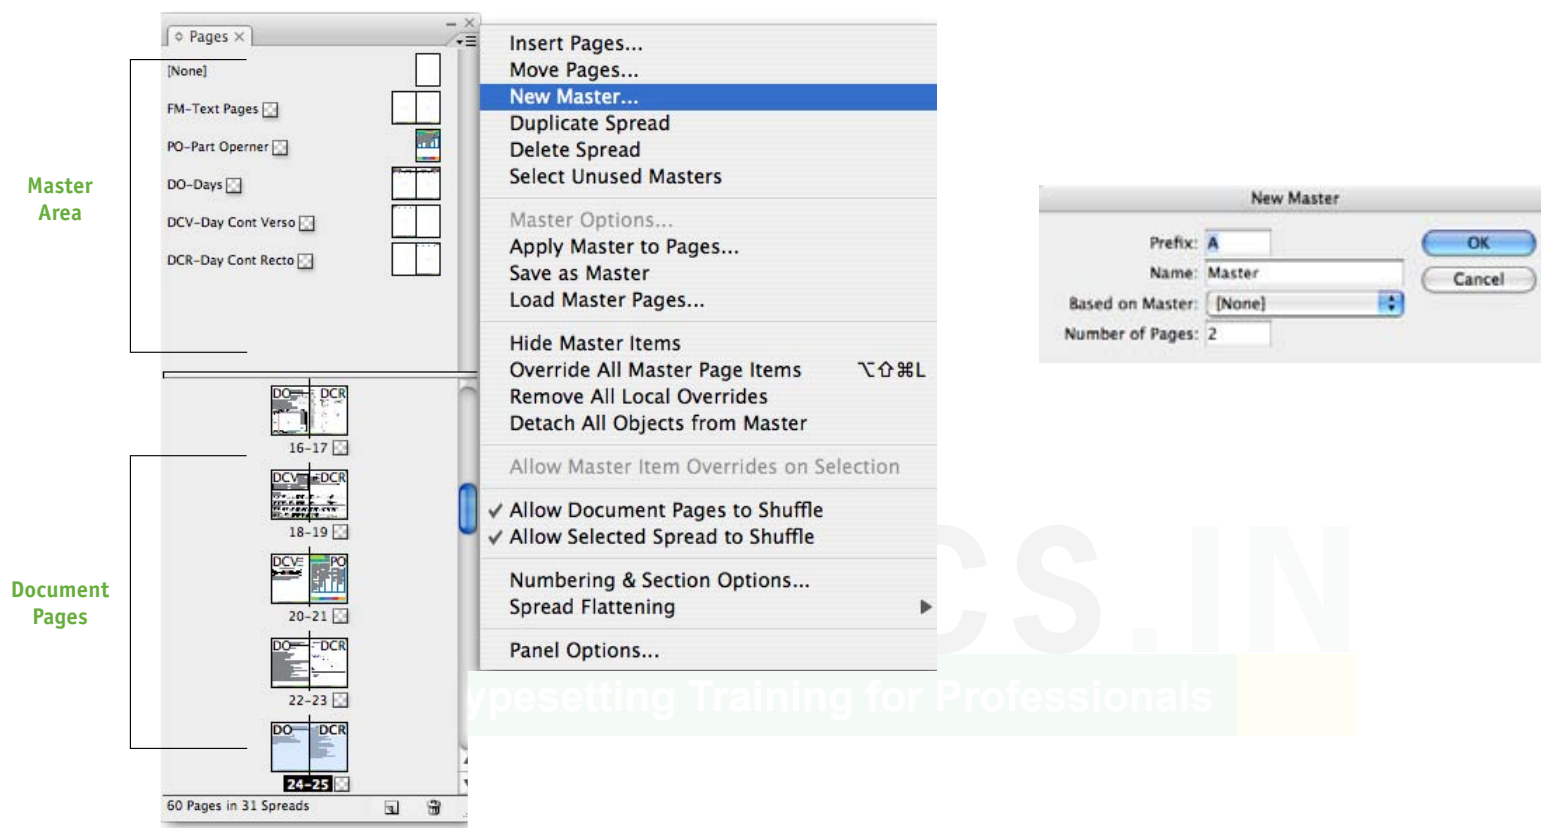 Pages
[None]
FM-Text Pages
PO-Part Operner
DO-Days
DCV-Day Cont Verso
DCR-Day Cont Recto
Master
Area
DO DCR
16-17
DCV DCR
18-19
DCV PO
20-21
DO DCR
22-23
DO DCR
24-25
Document
Pages
60 Pages in 31 Spreads
Insert Pages...
Move Pages...
New Master...
Duplicate Spread
Delete Spread
Select Unused Masters
Master Options...
Apply Master to Pages...
Save as Master
Load Master Pages...
Hide Master Items
Override All Master Page Items ⌥⇧⌘L
Remove All Local Overrides
Detach All Objects from Master
Allow Master Item Overrides on Selection
✓ Allow Document Pages to Shuffle
✓ Allow Selected Spread to Shuffle
Numbering & Section Options...
Spread Flattening
Panel Options...
New Master
Prefix: A
OK
Name: Master
Cancel
Based on Master: [None]
Number of Pages: 2
CS.IN
ypesetting Training for Professionals